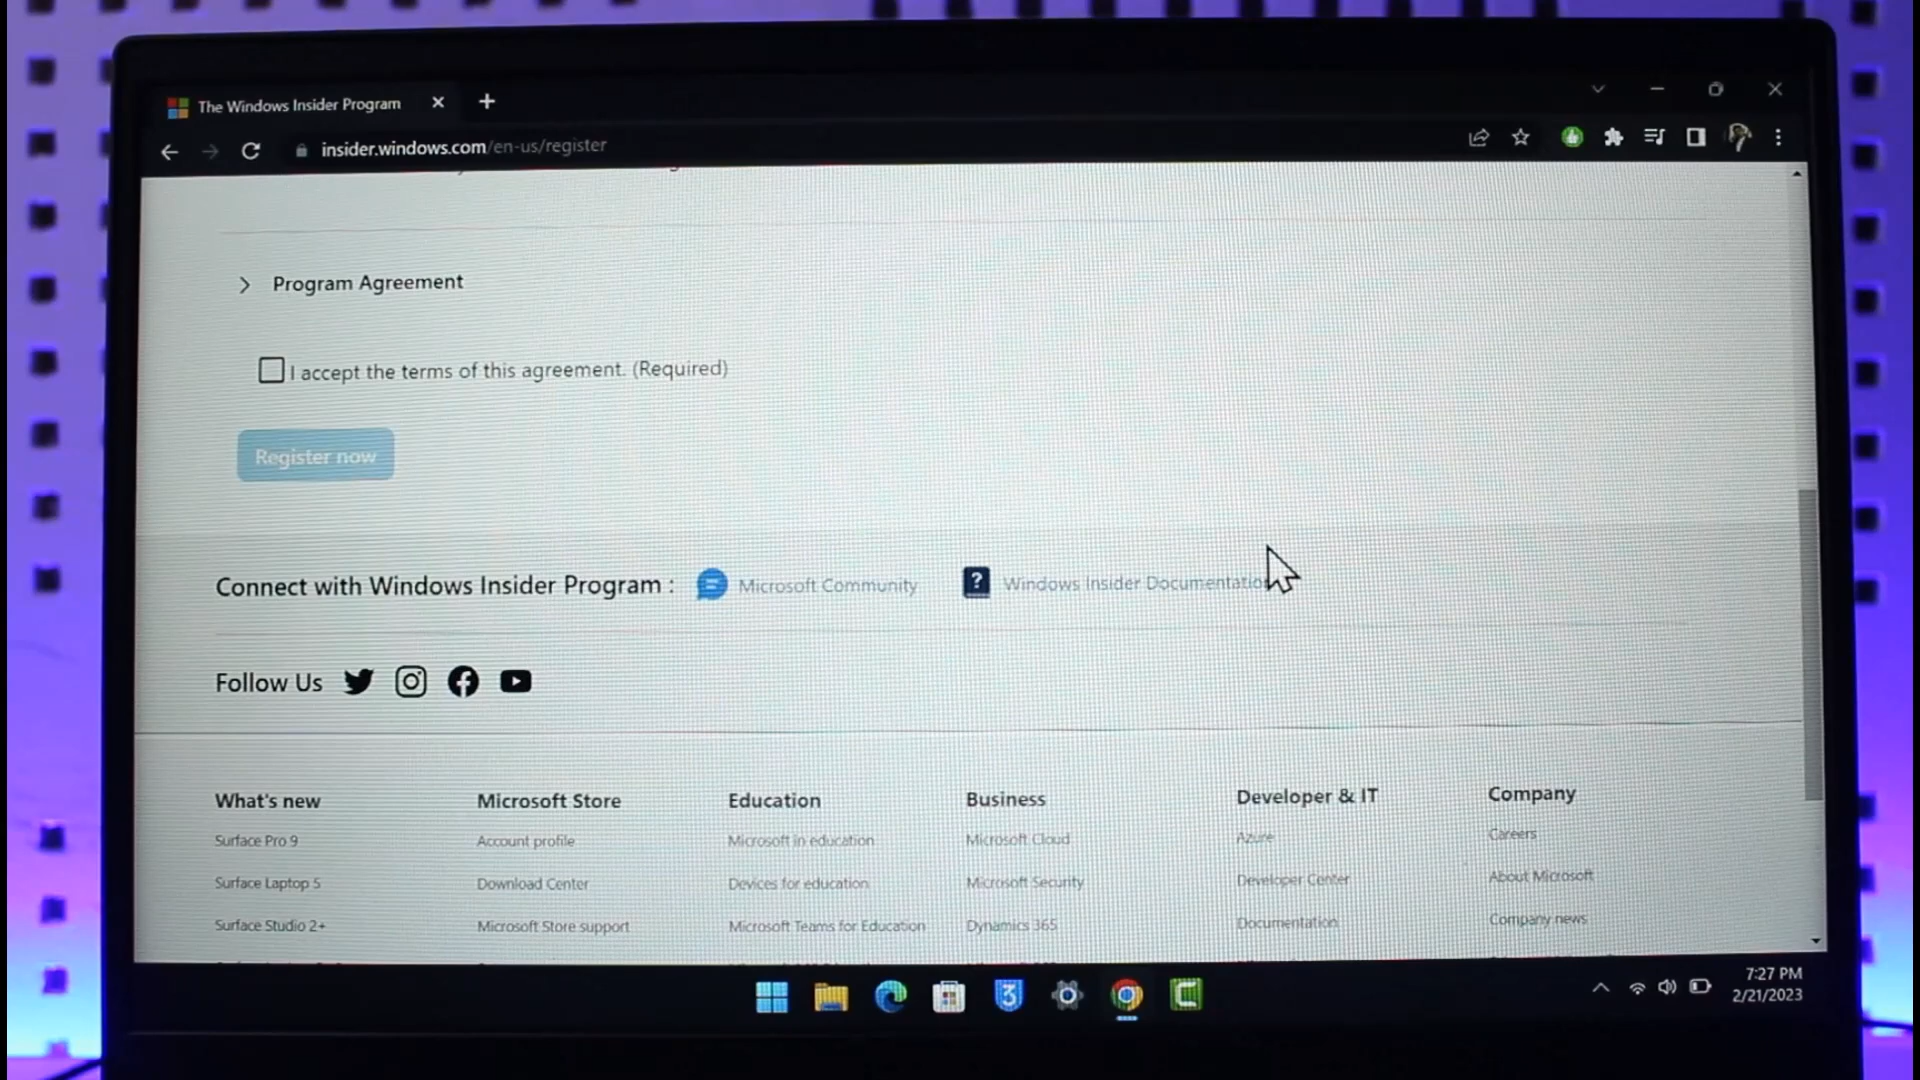 The Windows Insider Program
insider.windows.com/en-us/register
Program Agreement
I accept the terms of this agreement. (Required)
Register now
Connect with Windows Insider Program : Microsoft Community Windows Insider Documentation
Follow Us
What's new Microsoft Store Education Business Developer & IT Company
Surface Pro 9 Account profile Microsoft in education Microsoft Cloud Azure Careers
Surface Laptop 5 Download Center Devices for education Microsoft Security Developer Center About Microsoft
Surface Studio 2+ Microsoft Store support Microsoft Teams for Education Dynamics 365 Documentation Company news
7:27 PM
2/21/2023